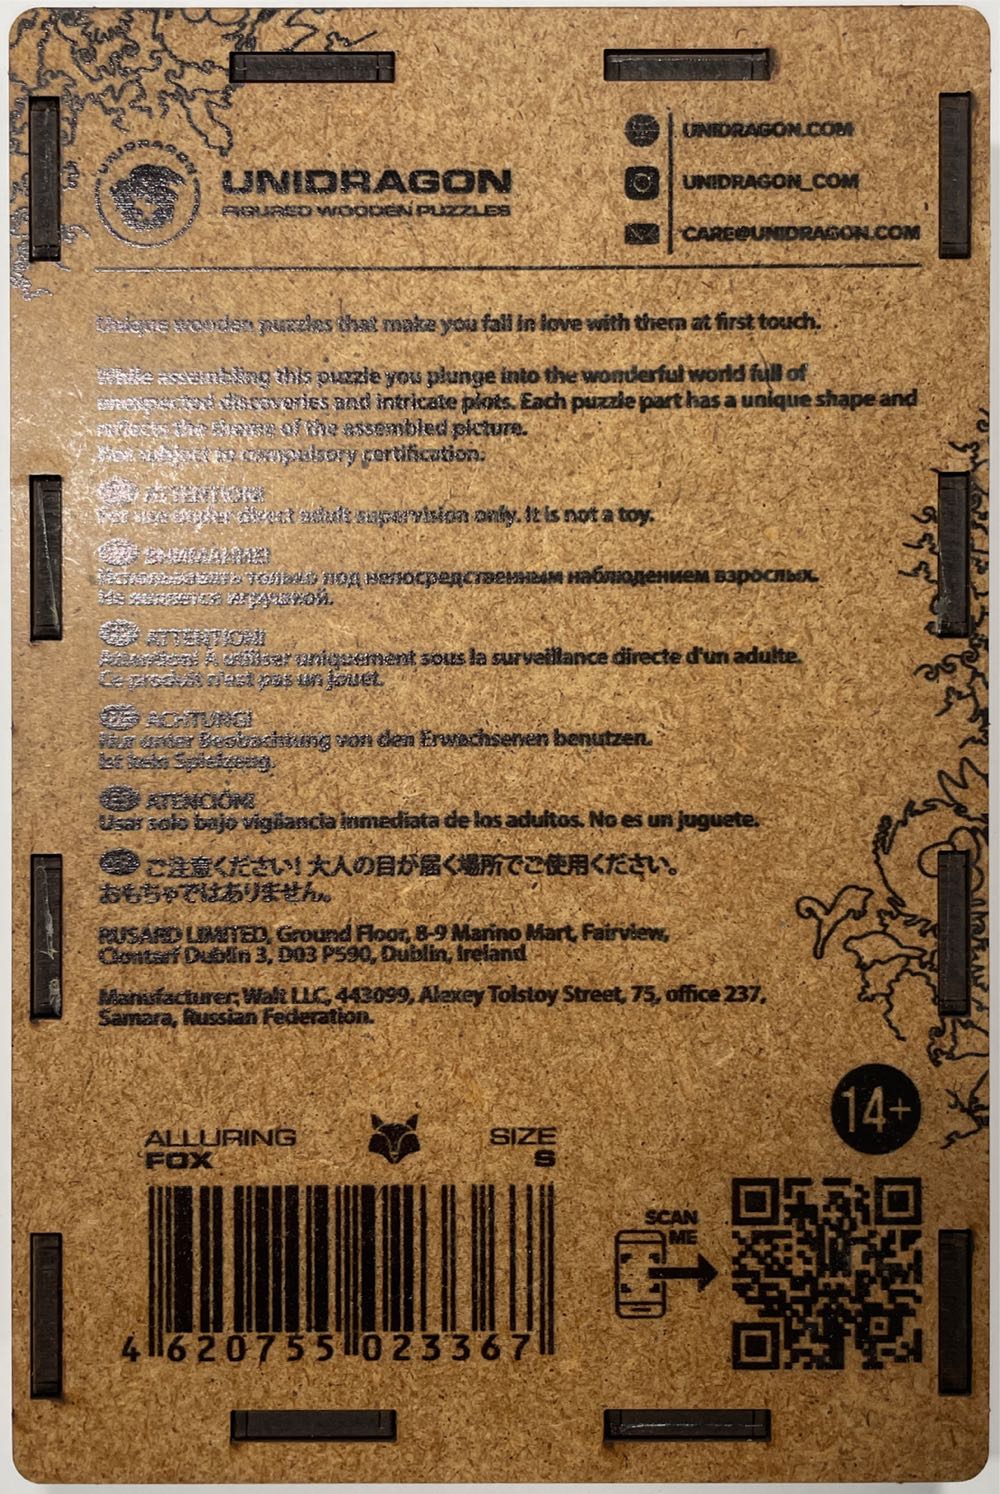 UNIDRAGON
UNIDRAGON
FIGURED WOODEN PUZZLES
UNIDRAGON.COM
UNIDRAGON_COM
CARE@UNIDRAGON.COM
Unique wooden puzzles that make you fall in love with them at first touch.
While assembling this puzzle you plunge into the wonderful world full of
unexpected discoveries and intricate plots. Each puzzle part has a unique shape and
reflects the theme of the assembled picture.
Not subject to compulsory certification.
ATTENTION!
For use under direct adult supervision only. It is not a toy.
ВНИМАНИЕ!
Использовать только под непосредственным наблюдением взрослых.
Не является игрушкой.
ATTENTION!
Attention! À utiliser uniquement sous la surveillance directe d'un adulte.
Ce produit n'est pas un jouet.
ACHTUNG!
Nur unter Beobachtung von den Erwachsenen benutzen.
Ist kein Spielzeug.
ATENCIÓN!
Usar solo bajo vigilancia inmediata de los adultos. No es un juguete.
ご注意ください! 大人の目が届く場所でご使用ください。
おもちゃではありません。
RUSARD LIMITED, Ground Floor, 8-9 Marino Mart, Fairview,
Clontarf Dublin 3, D03 P590, Dublin, Ireland
Manufacturer: Walt LLC, 443099, Alexey Tolstoy Street, 75, office 237,
Samara, Russian Federation.
14+
ALLURING
FOX
SIZE
S
SCAN
ME
4 620755 023367